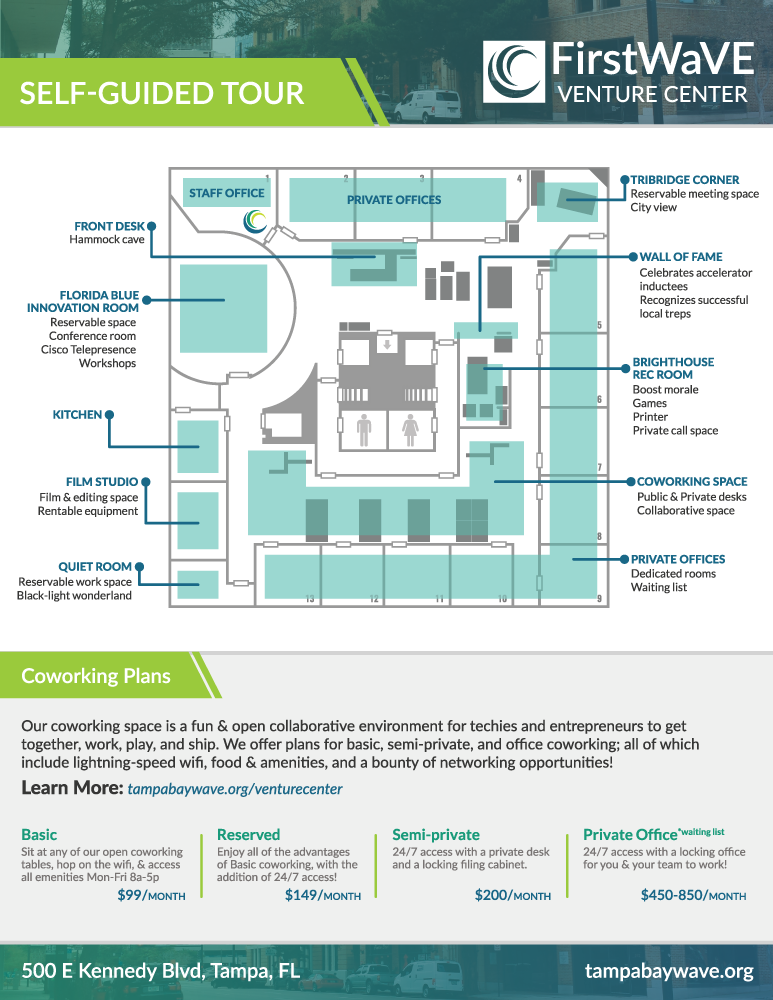 SELF-GUIDED TOUR
FirstWaVE
VENTURE CENTER
STAFF OFFICE
1
2
3
4
PRIVATE OFFICES
TRIBRIDGE CORNER
Reservable meeting space
City view
FRONT DESK
Hammock cave
WALL OF FAME
Celebrates accelerator
inductees
Recognizes successful
local treps
FLORIDA BLUE
INNOVATION ROOM
Reservable space
Conference room
Cisco Telepresence
Workshops
5
BRIGHTHOUSE
REC ROOM
Boost morale
Games
Printer
Private call space
6
KITCHEN
7
FILM STUDIO
Film & editing space
Rentable equipment
COWORKING SPACE
Public & Private desks
Collaborative space
8
QUIET ROOM
Reservable work space
Black-light wonderland
PRIVATE OFFICES
Dedicated rooms
Waiting list
13
12
11
10
9
Coworking Plans
Our coworking space is a fun & open collaborative environment for techies and entrepreneurs to get
together, work, play, and ship. We offer plans for basic, semi-private, and office coworking; all of which
include lightning-speed wifi, food & amenities, and a bounty of networking opportunities!
Learn More: tampabaywave.org/venturecenter
Basic
Sit at any of our open coworking
tables, hop on the wifi, & access
all emenities Mon-Fri 8a-5p
$99/MONTH
Reserved
Enjoy all of the advantages
of Basic coworking, with the
addition of 24/7 access!
$149/MONTH
Semi-private
24/7 access with a private desk
and a locking filing cabinet.
$200/MONTH
Private Office*waiting list
24/7 access with a locking office
for you & your team to work!
$450-850/MONTH
500 E Kennedy Blvd, Tampa, FL
tampabaywave.org